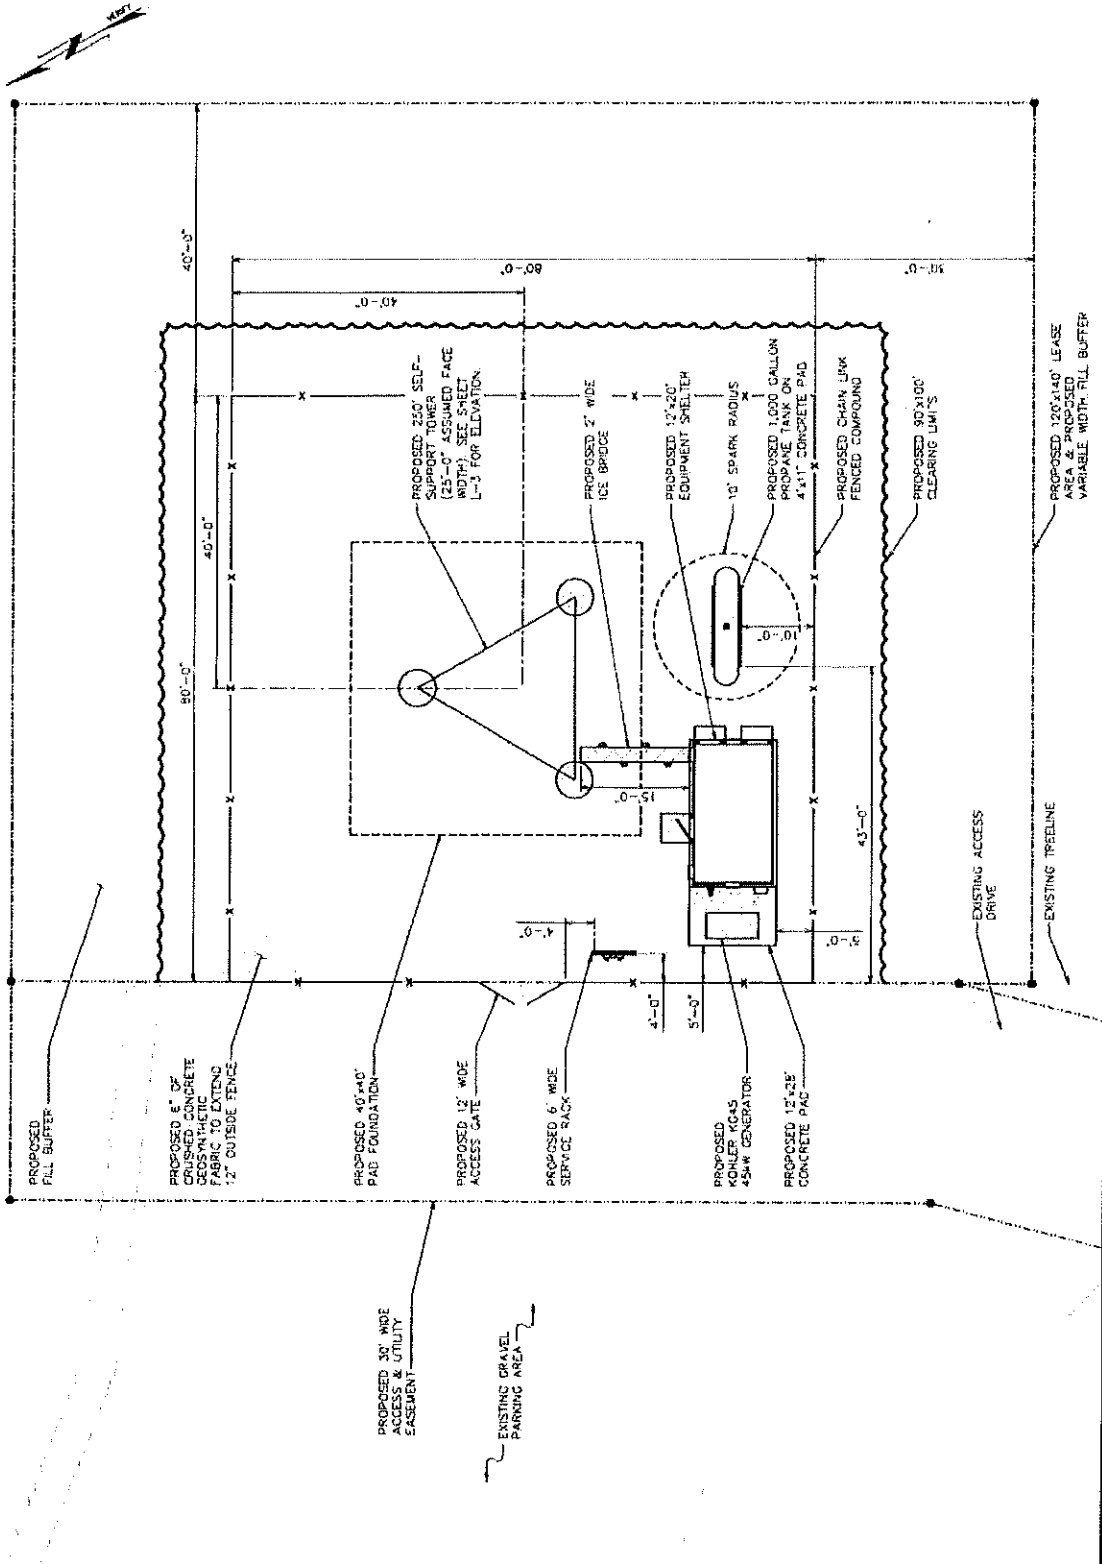 VERIFY
PROPOSED
FILL BUFFER
PROPOSED 6" OF
CRUSHED CONCRETE
GEOSYNTHETIC
FABRIC TO EXTEND
12" OUTSIDE FENCE
PROPOSED 40'x40'
PAD FOUNDATION
PROPOSED 12' WIDE
ACCESS GATE
PROPOSED 6' WIDE
SERVICE RACK
PROPOSED
KOHLER KG45
45kW GENERATOR
PROPOSED 12'x28'
CONCRETE PAD
PROPOSED 30' WIDE
ACCESS & UTILITY
EASEMENT
EXISTING GRAVEL
PARKING AREA
PROPOSED 250' SELF-
SUPPORT TOWER
(25'-0" ASSUMED FACE
WIDTH). SEE SHEET
L-3 FOR ELEVATION.
PROPOSED 2' WIDE
ICE BRIDGE
PROPOSED 12'x20'
EQUIPMENT SHELTER
10' SPARK RADIUS
PROPOSED 1,000 GALLON
PROPANE TANK ON
4'x11' CONCRETE PAD
PROPOSED CHAIN LINK
FENCED COMPOUND
PROPOSED 90'x100'
CLEARING LIMITS
PROPOSED 120'x140' LEASE
AREA & PROPOSED
VARIABLE WIDTH FILL BUFFER
EXISTING ACCESS
DRIVE
EXISTING TREELINE
80'-0"
40'-0"
40'-0"
40'-0"
80'-0"
30'-0"
15'-0"
10'-0"
43'-0"
4'-0"
4'-0"
5'-0"